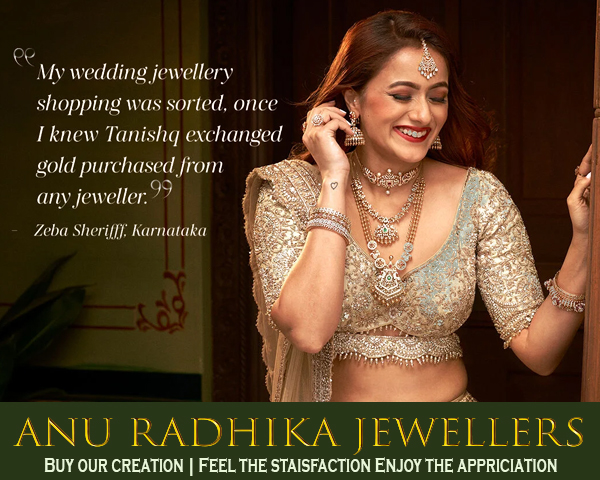 “My wedding jewellery
shopping was sorted, once
I knew Tanishq exchanged
gold purchased from
any jeweller.”
- Zeba Sherifff, Karnataka
ANU RADHIKA JEWELLERS
BUY OUR CREATION | FEEL THE STAISFACTION ENJOY THE APPRICIATION